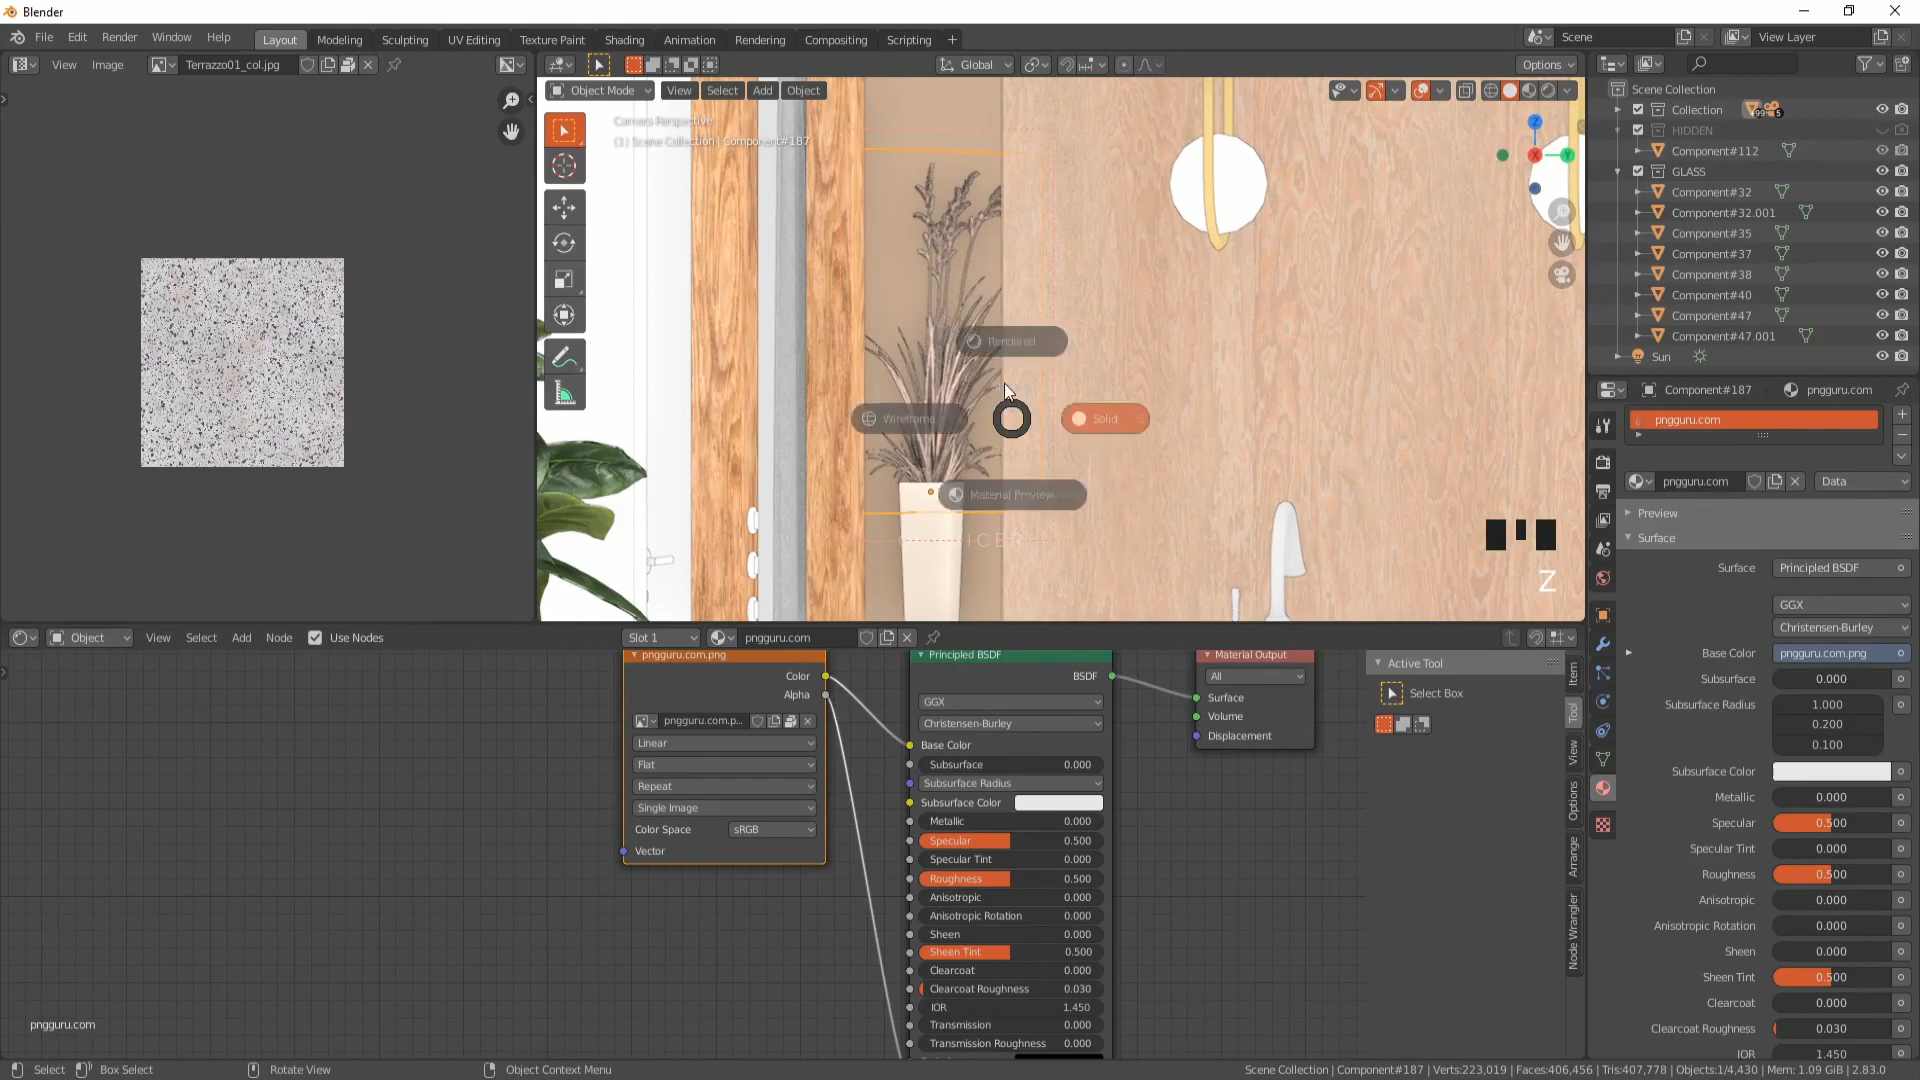 Blender
File Edit Render Window Help
Layout Modeling Sculpting UV Editing Texture Paint Shading Animation Rendering Compositing Scripting
Scene
View Layer
View Image Terrazzo01_col.jpg
Global
Options
Object Mode View Select Add Object
Camera Perspective
(1) Scene Collection | Component#187
Rendered
Wireframe
Solid
Material Preview
Z
Scene Collection
Collection
99+
5
HIDDEN
Component#112
GLASS
Component#32
Component#32.001
Component#35
Component#37
Component#38
Component#40
Component#47
Component#47.001
Sun
Component#187 pngguru.com
pngguru.com
pngguru.com Data
Preview
Surface
Surface Principled BSDF
GGX
Christensen-Burley
Base Color pngguru.com.png
Subsurface 0.000
Subsurface Radius 1.000
0.200
0.100
Subsurface Color
Metallic 0.000
Specular 0.500
Specular Tint 0.000
Roughness 0.500
Anisotropic 0.000
Anisotropic Rotation 0.000
Sheen 0.000
Sheen Tint 0.500
Clearcoat 0.000
Clearcoat Roughness 0.030
IOR 1.450
Object View Select Add Node Use Nodes
Slot 1 pngguru.com
pngguru.com.png
Color
Alpha
pngguru.com.p...
Linear
Flat
Repeat
Single Image
Color Space sRGB
Vector
Principled BSDF
BSDF
GGX
Christensen-Burley
Base Color
Subsurface 0.000
Subsurface Radius
Subsurface Color
Metallic 0.000
Specular 0.500
Specular Tint 0.000
Roughness 0.500
Anisotropic 0.000
Anisotropic Rotation 0.000
Sheen 0.000
Sheen Tint 0.500
Clearcoat 0.000
Clearcoat Roughness 0.030
IOR 1.450
Transmission 0.000
Transmission Roughness 0.000
Material Output
All
Surface
Volume
Displacement
Active Tool
Select Box
Item
Tool
View
Options
Arrange
Node Wrangler
pngguru.com
Select Box Select Rotate View Object Context Menu
Scene Collection | Component#187 | Verts:223,019 | Faces:406,456 | Tris:407,778 | Objects:1/4,430 | Mem: 1.09 GiB | 2.83.0